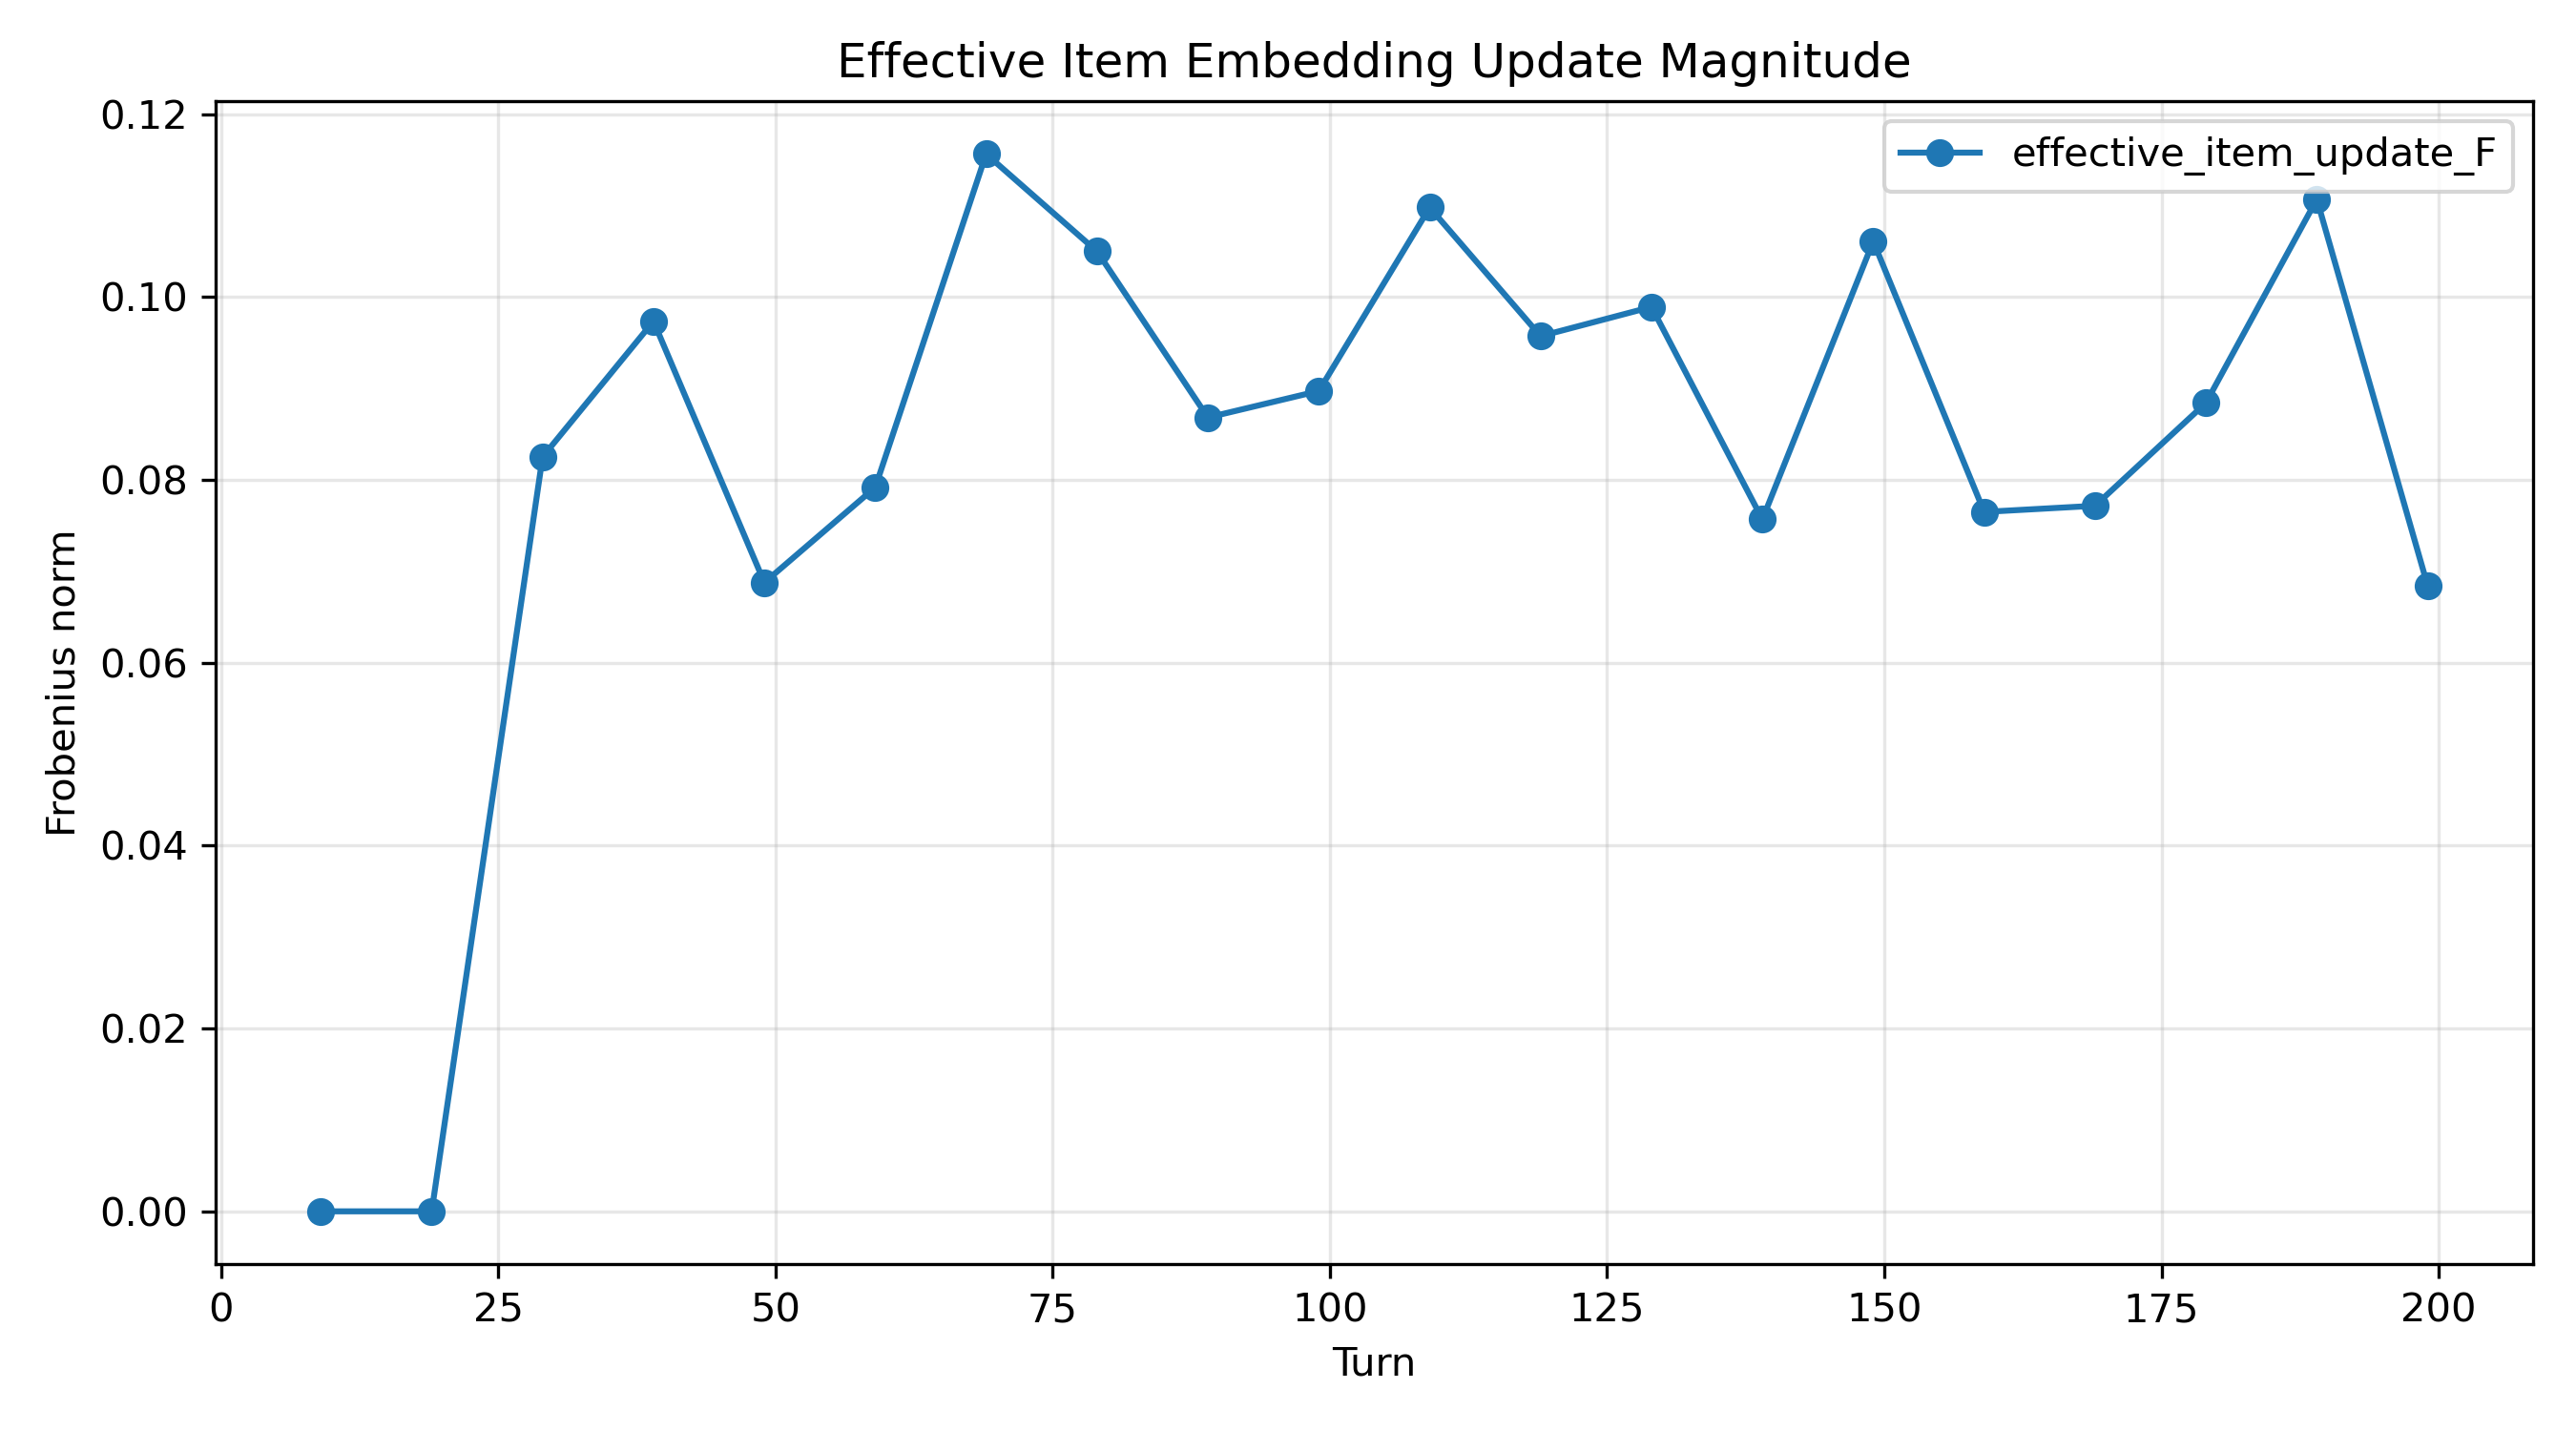 Effective Item Embedding Update Magnitude
effective_item_update_F
Frobenius norm
0.12
0.10
0.08
0.06
0.04
0.02
0.00
0 25 50 75 100 125 150 175 200
Turn